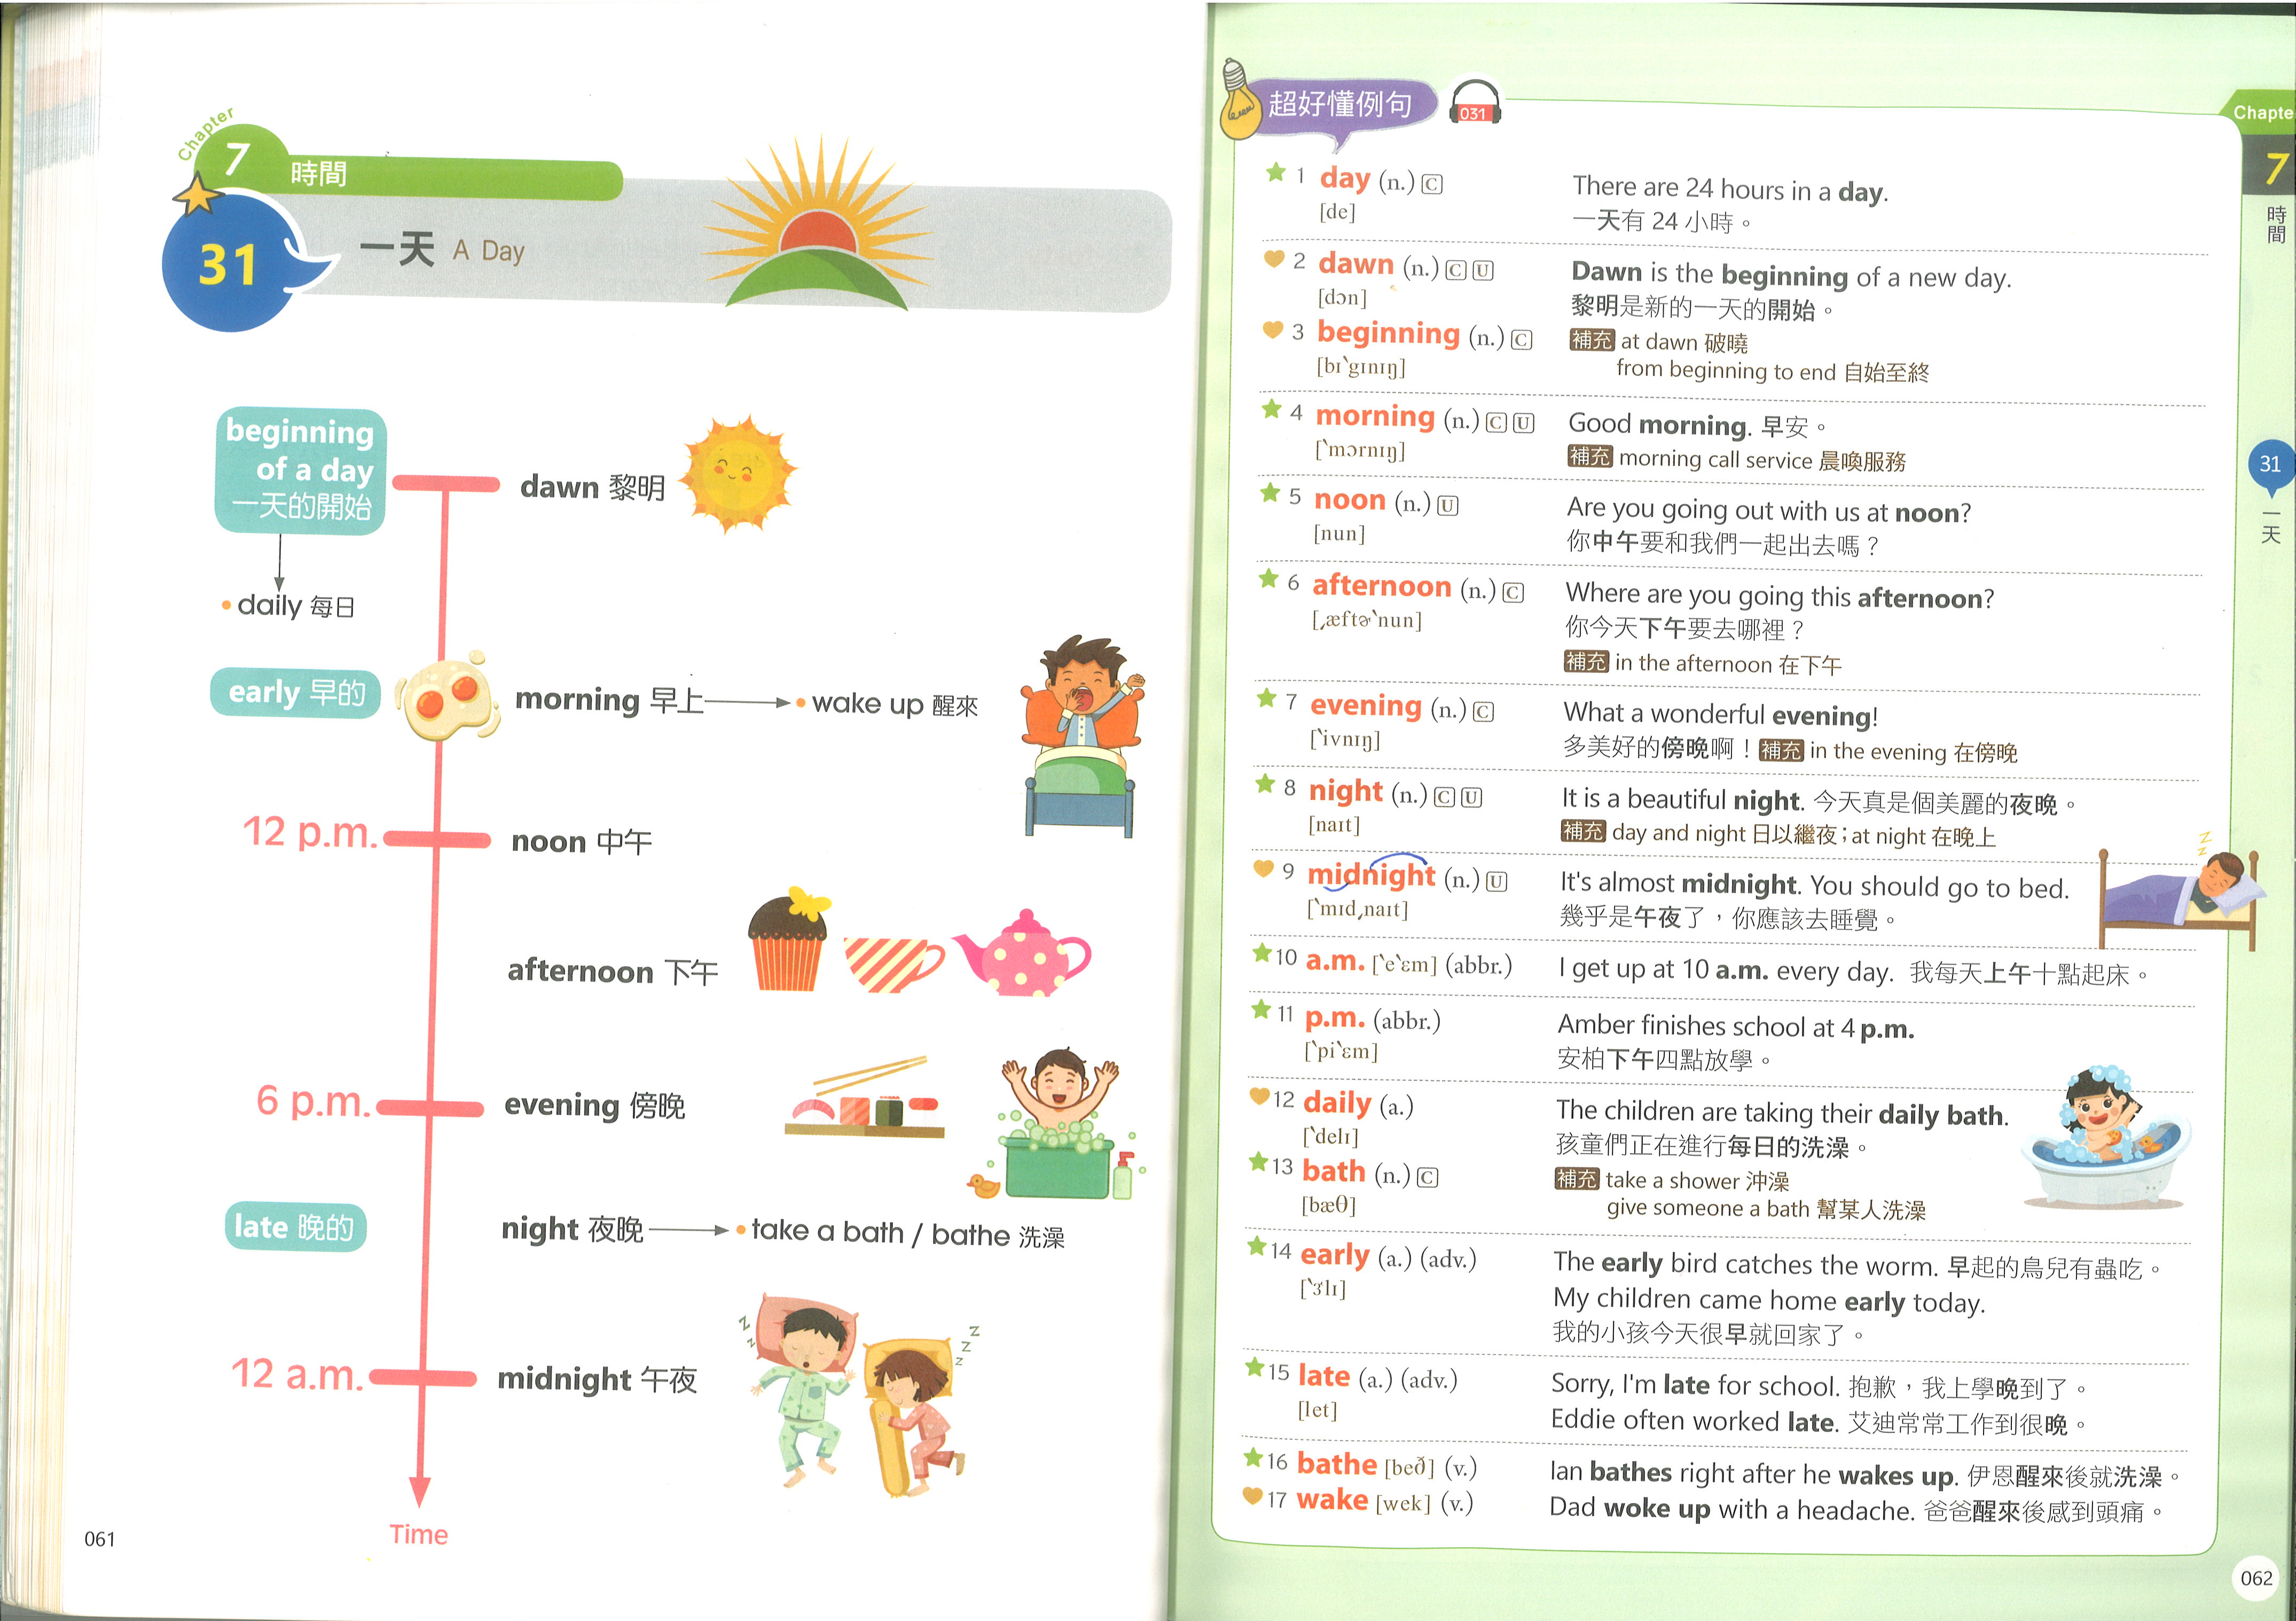 Chapter
7
時間
31
一天 A Day
beginning
of a day
一天的開始
dawn 黎明
• daily 每日
early 早的
morning 早上
• wake up 醒來
12 p.m.
noon 中午
afternoon 下午
6 p.m.
evening 傍晚
late 晚的
night 夜晚
• take a bath / bathe 洗澡
12 a.m.
midnight 午夜
z z
z z z
Time
061
超好懂例句
031
1 day (n.) C
[de]
There are 24 hours in a day.
一天有 24 小時。
2 dawn (n.) C U
[dɔn]
Dawn is the beginning of a new day.
黎明是新的一天的開始。
3 beginning (n.) C
[bɪˋgɪnɪŋ]
補充 at dawn 破曉
from beginning to end 自始至終
4 morning (n.) C U
[ˋmɔrnɪŋ]
Good morning. 早安。
補充 morning call service 晨喚服務
5 noon (n.) U
[nun]
Are you going out with us at noon?
你中午要和我們一起出去嗎？
6 afternoon (n.) C
[ˏæftɚˋnun]
Where are you going this afternoon?
你今天下午要去哪裡？
補充 in the afternoon 在下午
7 evening (n.) C
[ˋivnɪŋ]
What a wonderful evening!
多美好的傍晚啊！ 補充 in the evening 在傍晚
8 night (n.) C U
[naɪt]
It is a beautiful night. 今天真是個美麗的夜晚。
補充 day and night 日以繼夜；at night 在晚上
9 midnight (n.) U
[ˋmɪdˏnaɪt]
It's almost midnight. You should go to bed.
幾乎是午夜了，你應該去睡覺。
z z z
10 a.m. [ˋeˋɛm] (abbr.)
I get up at 10 a.m. every day. 我每天上午十點起床。
11 p.m. (abbr.)
[ˋpiˋɛm]
Amber finishes school at 4 p.m.
安柏下午四點放學。
12 daily (a.)
[ˋdelɪ]
The children are taking their daily bath.
孩童們正在進行每日的洗澡。
13 bath (n.) C
[bæθ]
補充 take a shower 沖澡
give someone a bath 幫某人洗澡
14 early (a.) (adv.)
[ˋɝlɪ]
The early bird catches the worm. 早起的鳥兒有蟲吃。
My children came home early today.
我的小孩今天很早就回家了。
15 late (a.) (adv.)
[let]
Sorry, I'm late for school. 抱歉，我上學晚到了。
Eddie often worked late. 艾迪常常工作到很晚。
16 bathe [beð] (v.)
Ian bathes right after he wakes up. 伊恩醒來後就洗澡。
17 wake [wek] (v.)
Dad woke up with a headache. 爸爸醒來後感到頭痛。
Chapte
7
時間
31
一天
062